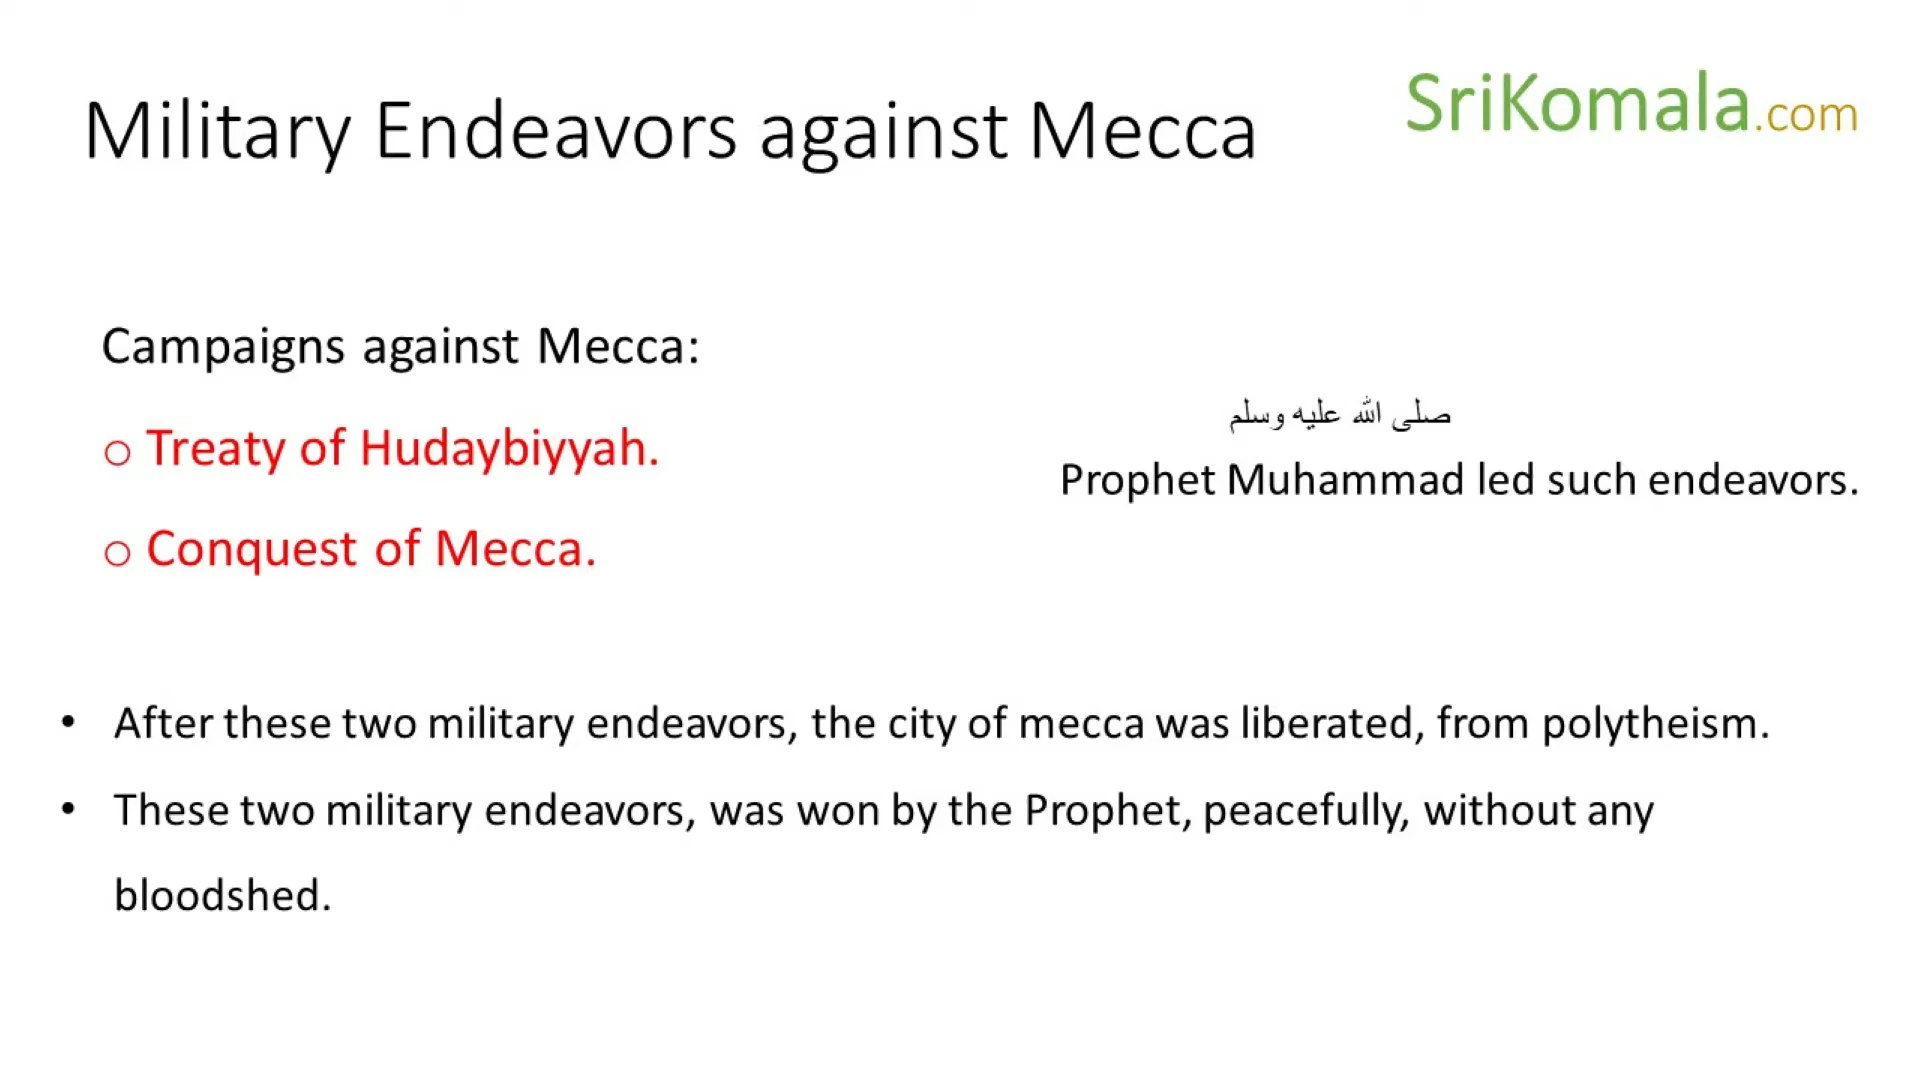 Military Endeavors against Mecca
SriKomala.com
Campaigns against Mecca:
o Treaty of Hudaybiyyah.
o Conquest of Mecca.
صلى الله عليه وسلم
Prophet Muhammad led such endeavors.
• After these two military endeavors, the city of mecca was liberated, from polytheism.
• These two military endeavors, was won by the Prophet, peacefully, without any
bloodshed.